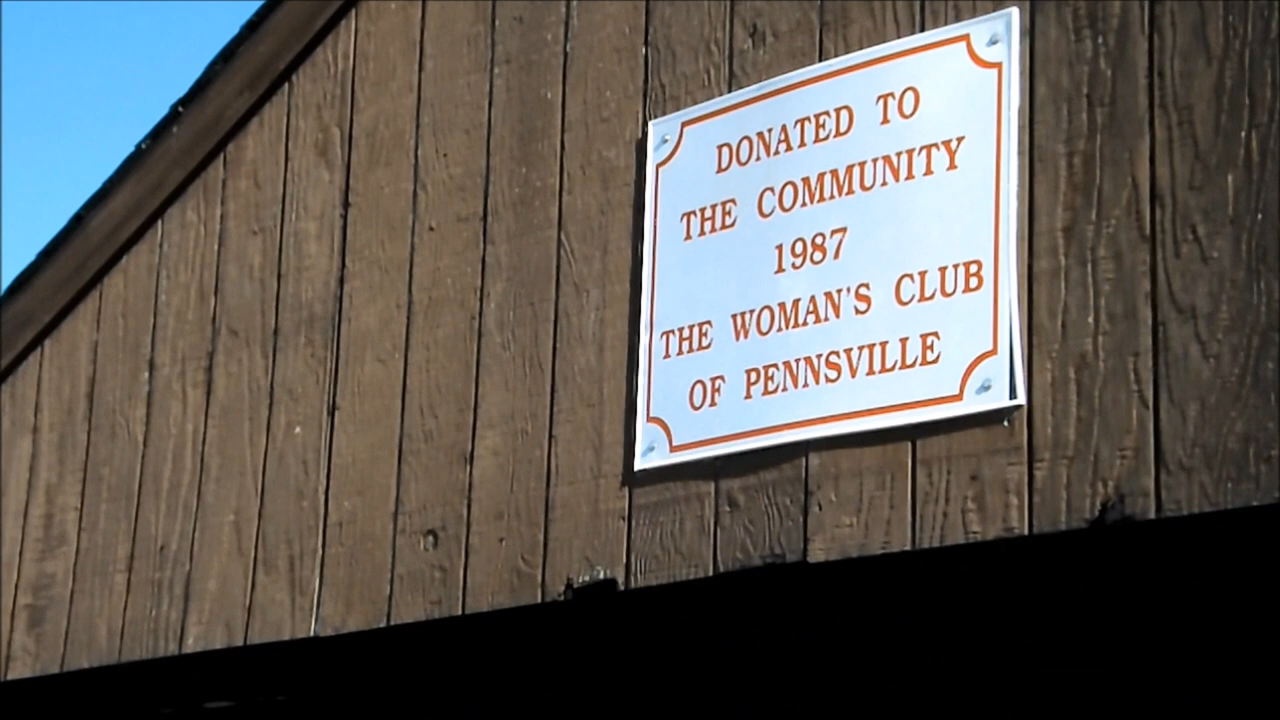 DONATED TO
THE COMMUNITY
1987
THE WOMAN'S CLUB
OF PENNSVILLE